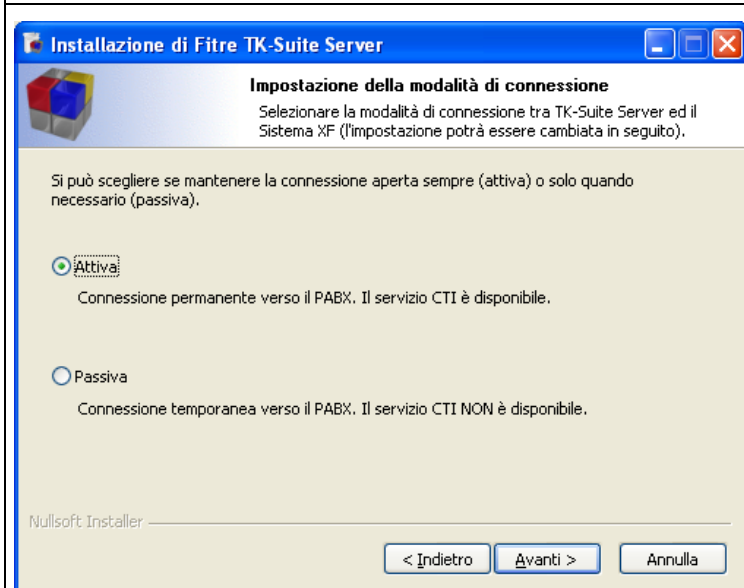 Installazione di Fitre TK-Suite Server
Impostazione della modalità di connessione
Selezionare la modalità di connessione tra TK-Suite Server ed il
Sistema XF (l'impostazione potrà essere cambiata in seguito).
Si può scegliere se mantenere la connessione aperta sempre (attiva) o solo quando
necessario (passiva).
Attiva
Connessione permanente verso il PABX. Il servizio CTI è disponibile.
Passiva
Connessione temporanea verso il PABX. Il servizio CTI NON è disponibile.
Nullsoft Installer
< Indietro
Avanti >
Annulla